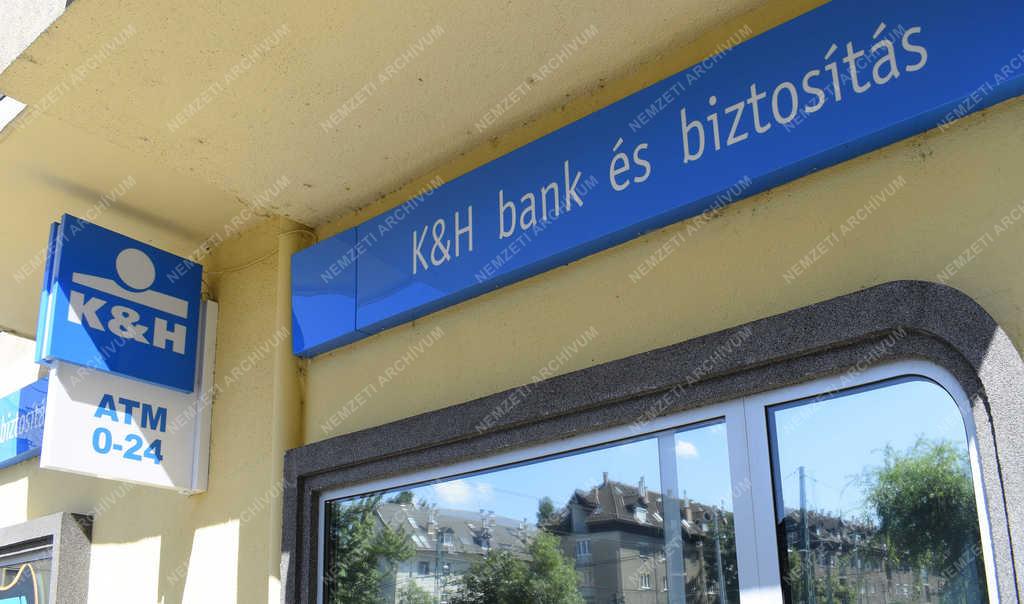 K&H bank és biztosítás
K&H
ATM
0-24
NEMZETI ARCHÍVUM